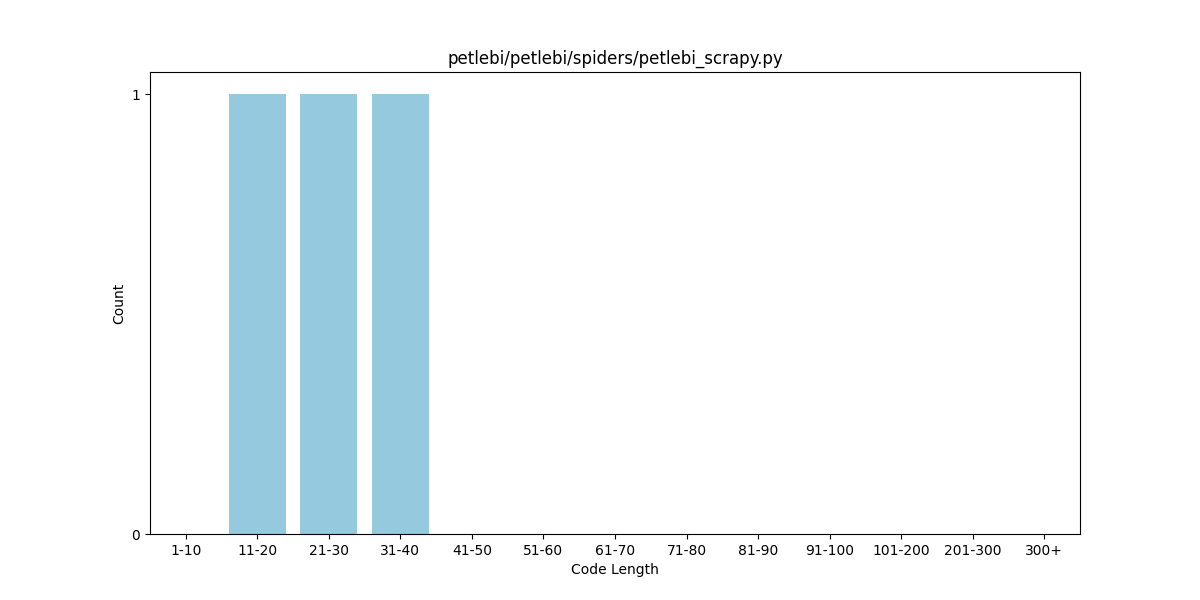 petlebi/petlebi/spiders/petlebi_scrapy.py
1
Count
0
1-10 11-20 21-30 31-40 41-50 51-60 61-70 71-80 81-90 91-100 101-200 201-300 300+
Code Length